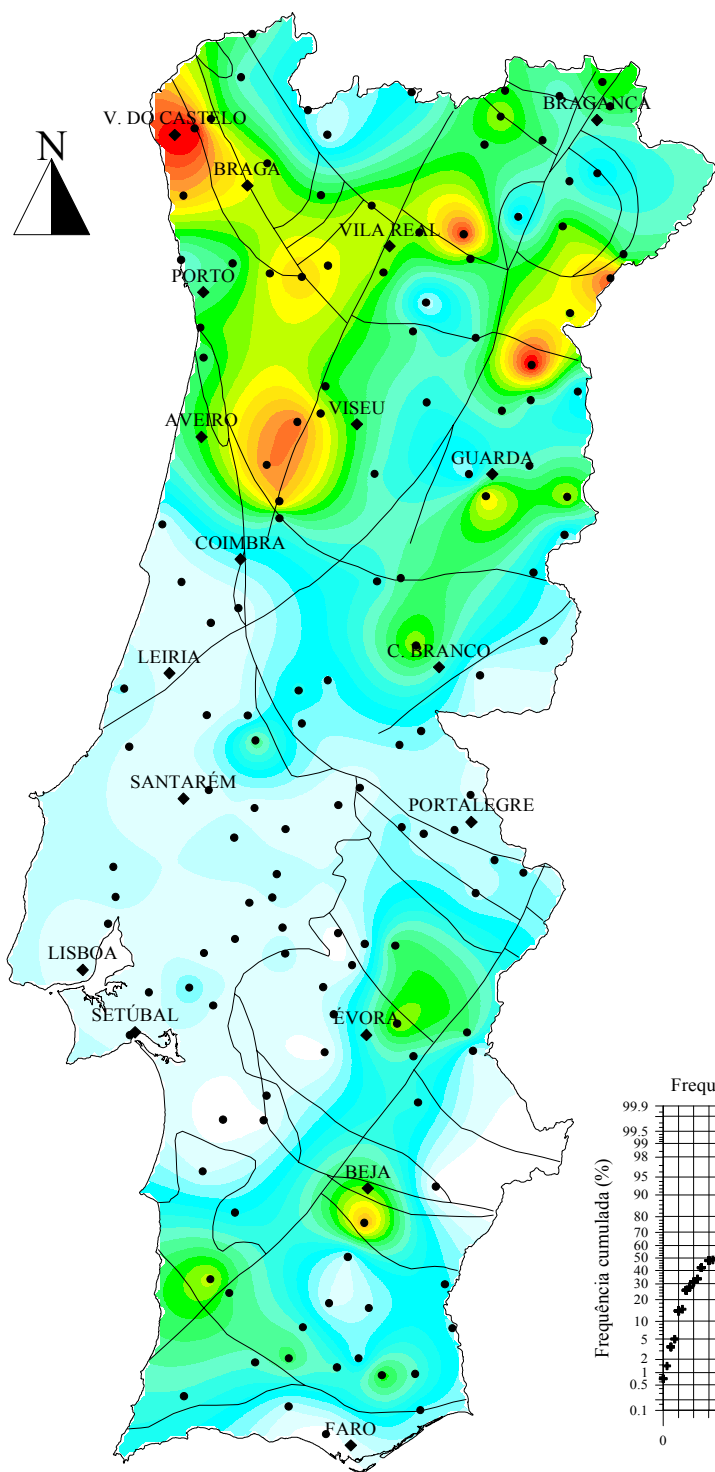 BRAGANÇA
V. DO CASTELO
N
BRAGA
VILA REAL
PORTO
AVEIRO
VISEU
GUARDA
COIMBRA
C. BRANCO
LEIRIA
SANTARÉM
PORTALEGRE
LISBOA
SETÚBAL
ÉVORA
BEJA
FARO
Frequ
Frequência cumulada (%)
99.9
99.5
99
98
95
90
80
70
60
50
40
30
20
10
5
2
1
0.5
0.1
0